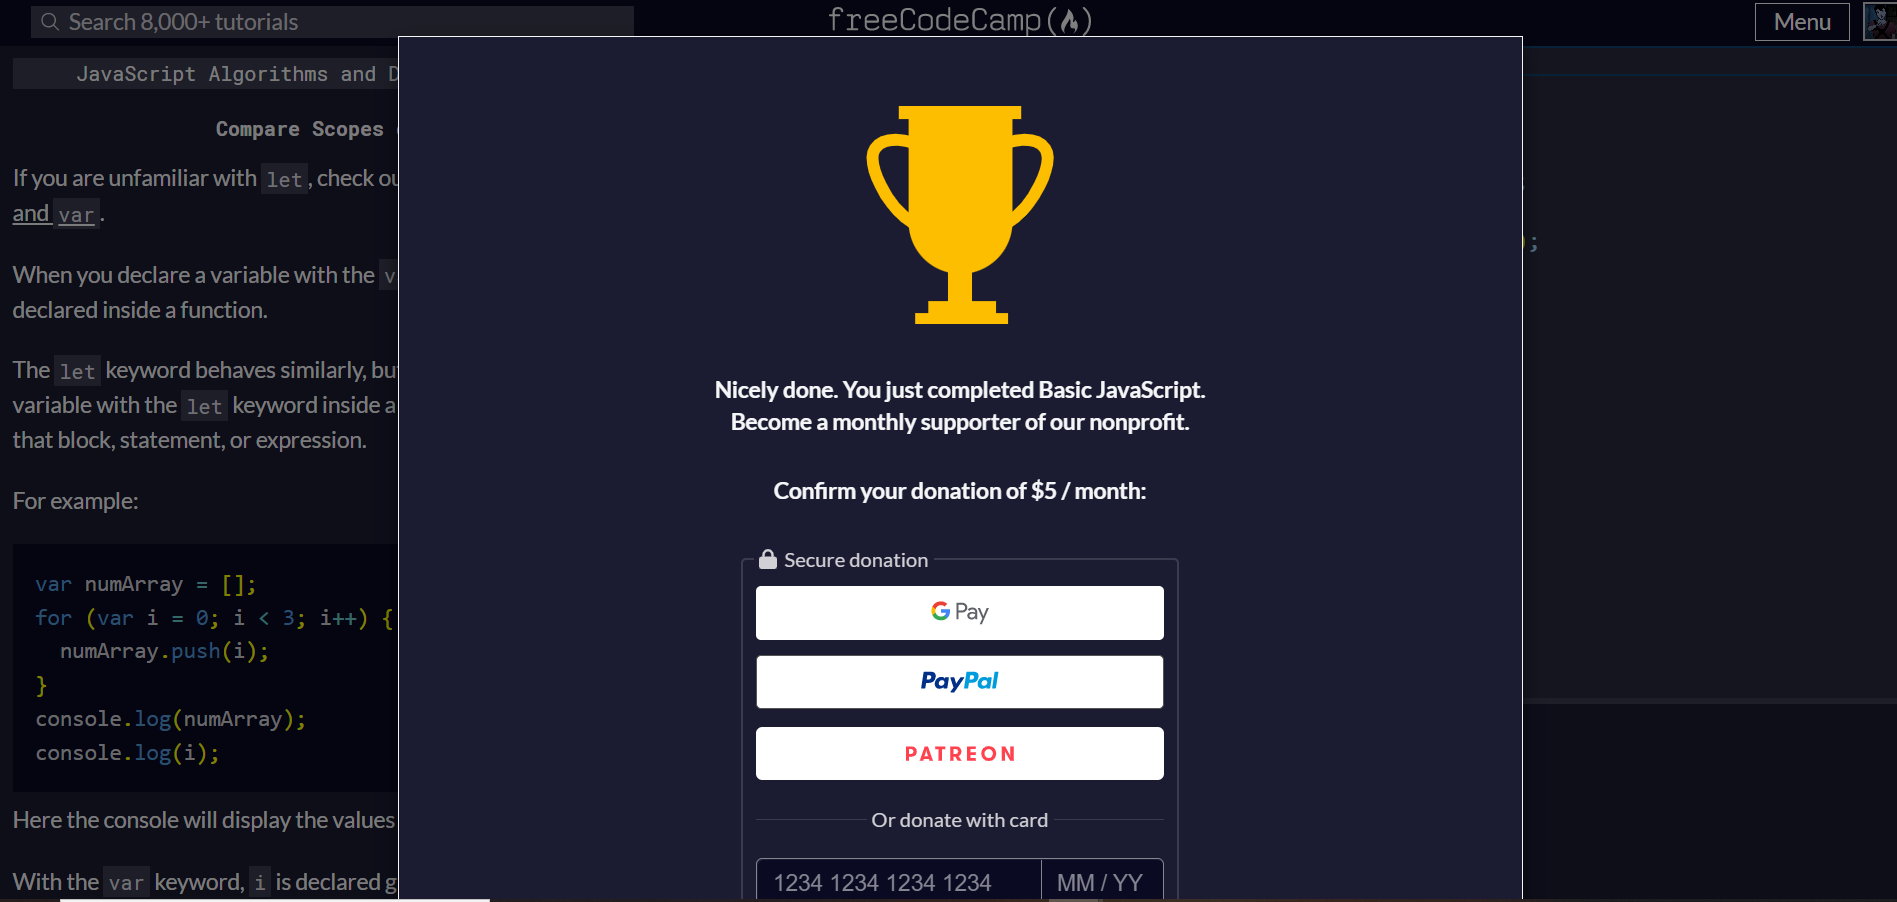 Search 8,000+ tutorials
freeCodeCamp
Menu
JavaScript Algorithms and D
Compare Scopes
If you are unfamiliar with let, check ou
and var.
When you declare a variable with the v
declared inside a function.
The let keyword behaves similarly, bu
variable with the let keyword inside a
that block, statement, or expression.
For example:
var numArray = [];
for (var i = 0; i < 3; i++) {
numArray.push(i);
}
console.log(numArray);
console.log(i);
Here the console will display the values
With the var keyword, i is declared g
Nicely done. You just completed Basic JavaScript.
Become a monthly supporter of our nonprofit.
Confirm your donation of $5 / month:
Secure donation
G Pay
PayPal
PATREON
Or donate with card
1234 1234 1234 1234
MM / YY
);